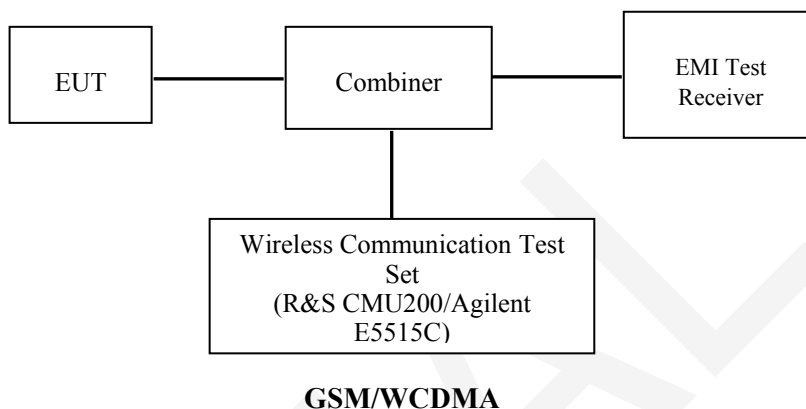 EUT
Combiner
EMI Test
Receiver
Wireless Communication Test
Set
(R&S CMU200/Agilent
E5515C)
GSM/WCDMA